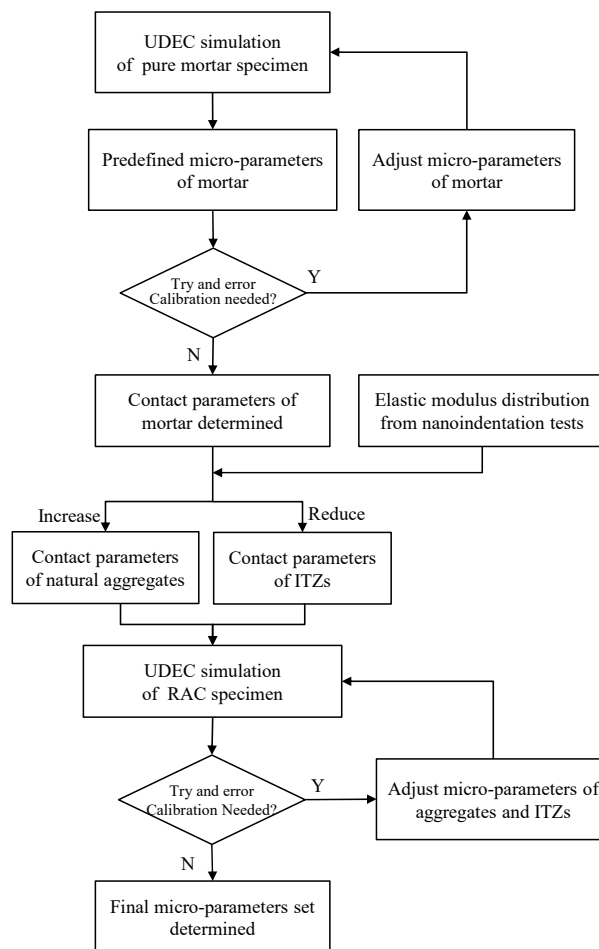 UDEC simulation
of pure mortar specimen
Predefined micro-parameters
of mortar
Adjust micro-parameters
of mortar
Try and error
Calibration needed?
Y
N
Contact parameters of
mortar determined
Elastic modulus distribution
from nanoindentation tests
Increase
Reduce
Contact parameters
of natural aggregates
Contact parameters
of ITZs
UDEC simulation
of RAC specimen
Try and error
Calibration Needed?
Y
Adjust micro-parameters of
aggregates and ITZs
N
Final micro-parameters set
determined